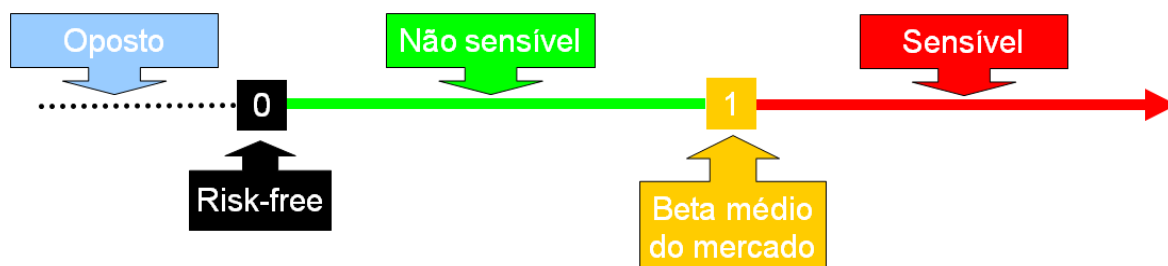 Oposto
Não sensível
Sensível
0
1
Risk-free
Beta médio
do mercado